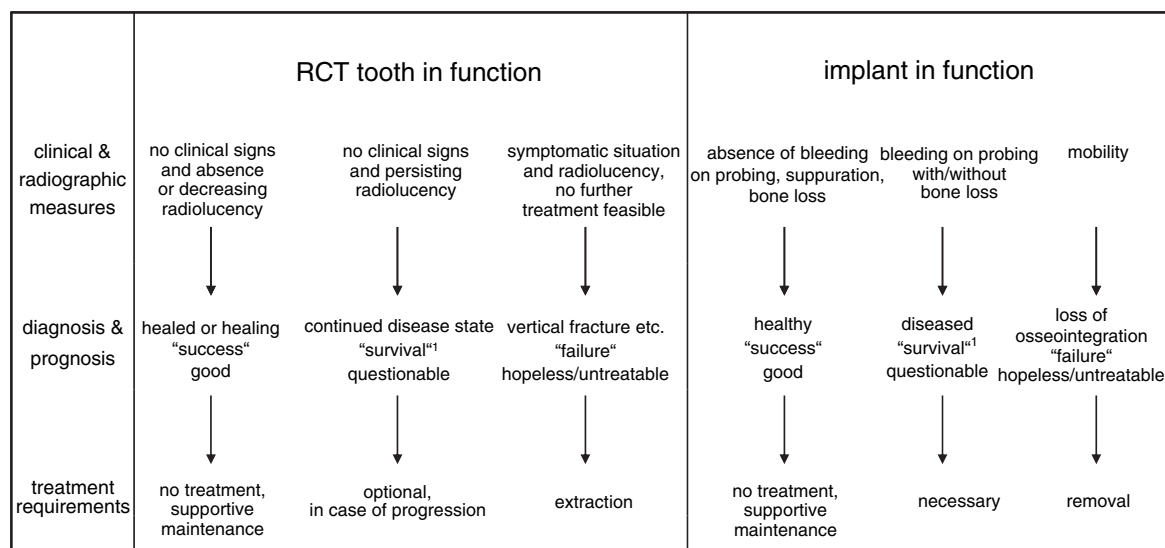 RCT tooth in function
implant in function
clinical &
radiographic
measures
no clinical signs
and absence
or decreasing
radiolucency
no clinical signs
and persisting
radiolucency
symptomatic situation
and radiolucency,
no further
treatment feasible
absence of bleeding
on probing, suppuration,
bone loss
bleeding on probing
with/without
bone loss
mobility
diagnosis &
prognosis
healed or healing
“success“
good
continued disease state
“survival“¹
questionable
vertical fracture etc.
“failure“
hopeless/untreatable
healthy
“success“
good
diseased
“survival“¹
questionable
loss of
osseointegration
“failure“
hopeless/untreatable
treatment
requirements
no treatment,
supportive
maintenance
optional,
in case of progression
extraction
no treatment,
supportive
maintenance
necessary
removal